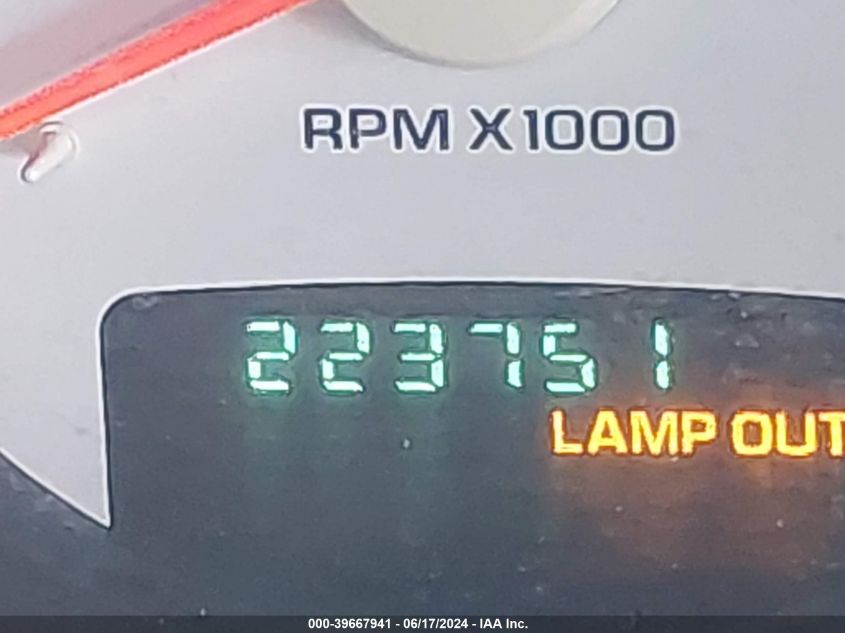 RPM X1000
223751
LAMP OUT
000-39667941 - 06/17/2024 - IAA Inc.